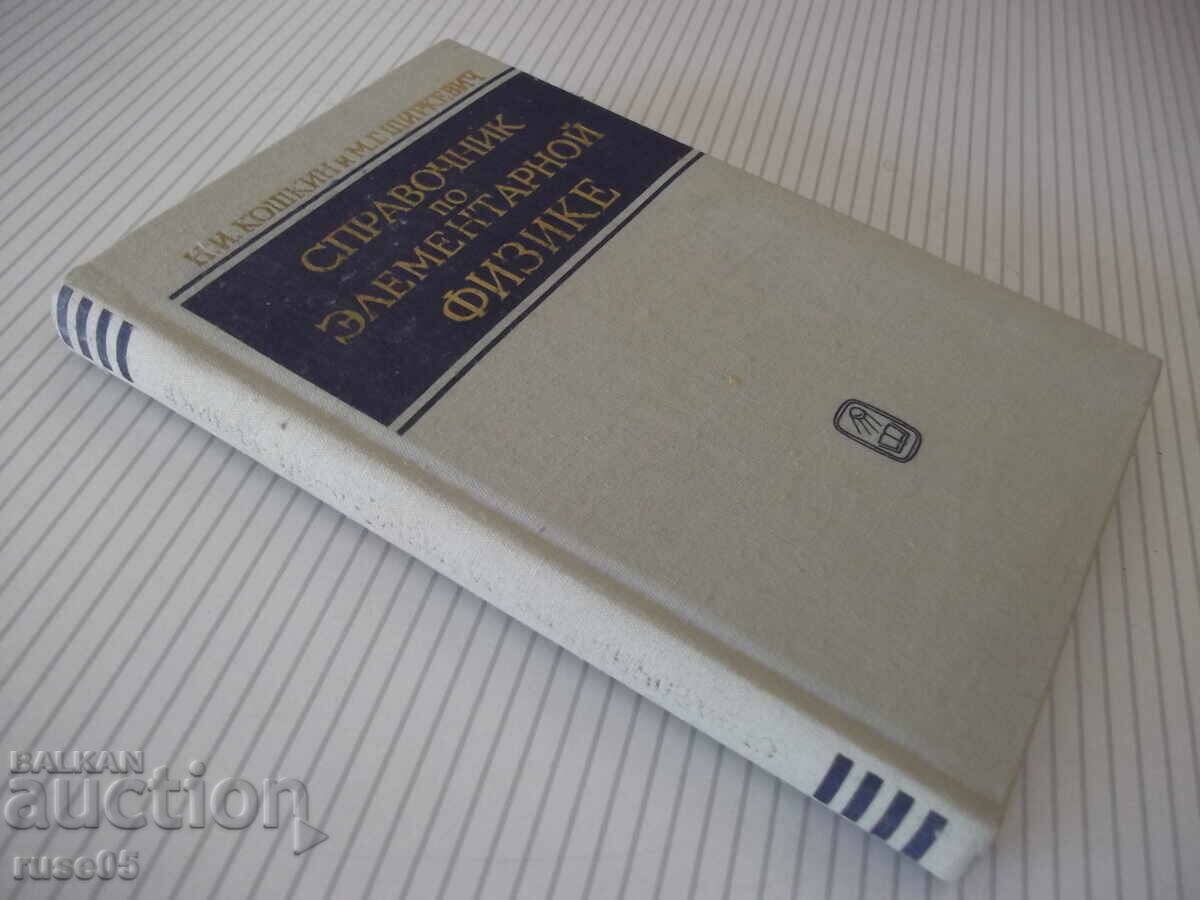 Н.И.КОШКИН и М.Г.ШИРКЕВИЧ
СПРАВОЧНИК
ПО
ЭЛЕМЕНТАРНОЙ
ФИЗИКЕ
BALKAN
auction
ruse05